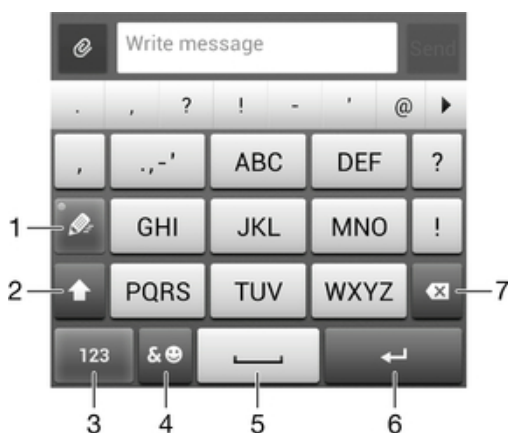 Write message Send
. , ? ! - ' @
, .,-' ABC DEF ?
1 GHI JKL MNO !
2 PQRS TUV WXYZ 7
123 &
3 4 5 6